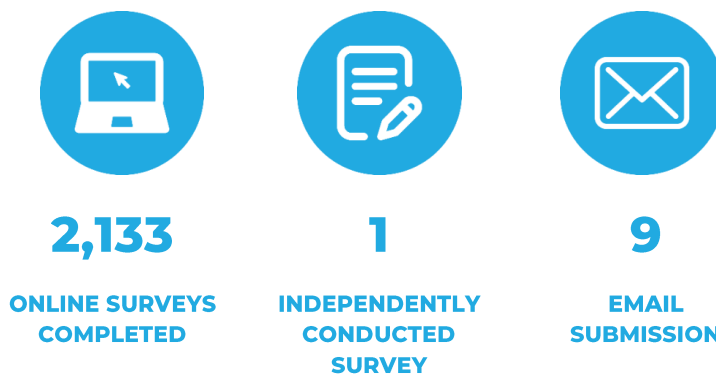 2,133
ONLINE SURVEYS
COMPLETED
1
INDEPENDENTLY
CONDUCTED
SURVEY
9
EMAIL
SUBMISSION